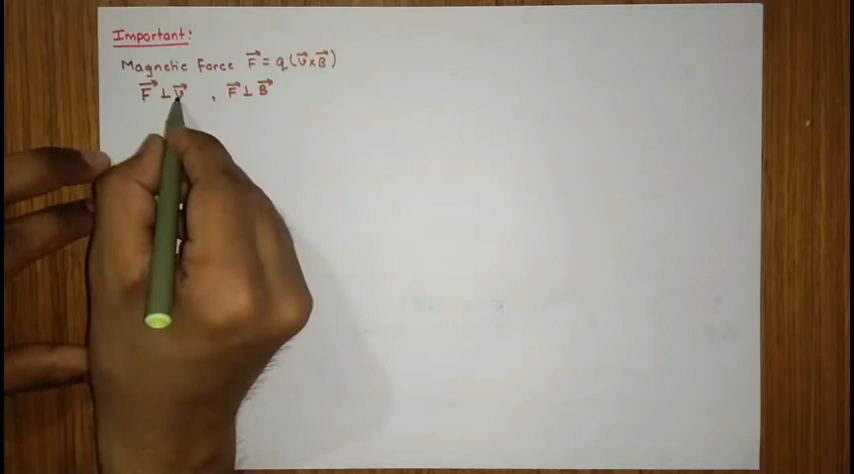 Important:
Magnetic Force F⃗ = q(v⃗ × B⃗)
F⃗ ⊥ v⃗ , F⃗ ⊥ B⃗